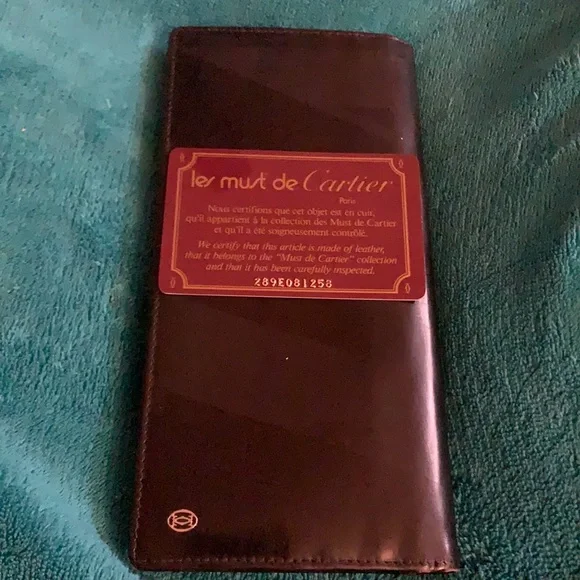 les must de Cartier
Paris
Nous certifions que cet objet est en cuir,
qu'il appartient à la collection des Must de Cartier
et qu'il a été soigneusement contrôlé.
We certify that this article is made of leather,
that it belongs to the "Must de Cartier" collection
and that it has been carefully inspected.
289E081258